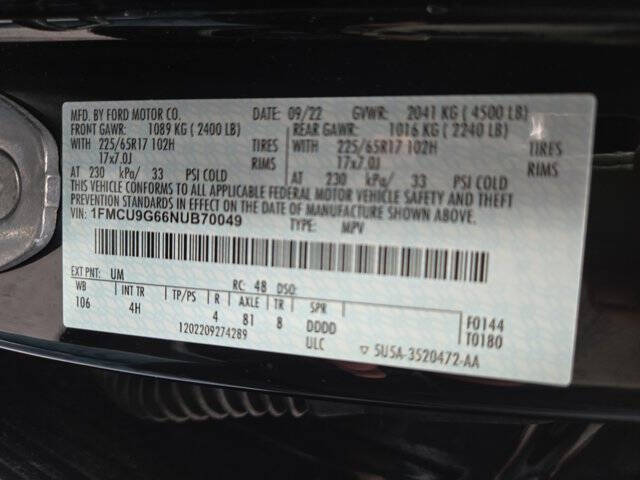 MFD. BY FORD MOTOR CO. DATE: 09/22 GVWR: 2041 KG ( 4500 LB)
FRONT GAWR: 1089 KG ( 2400 LB) REAR GAWR: 1016 KG ( 2240 LB)
WITH 225/65R17 102H TIRES WITH 225/65R17 102H TIRES
17x7.0J RIMS 17x7.0J RIMS
AT 230 kPa/ 33 PSI COLD AT 230 kPa/ 33 PSI COLD
THIS VEHICLE CONFORMS TO ALL APPLICABLE FEDERAL MOTOR VEHICLE SAFETY AND THEFT
PREVENTION STANDARDS IN EFFECT ON THE DATE OF MANUFACTURE SHOWN ABOVE.
VIN: 1FMCU9G66NUB70049 TYPE: MPV
EXT PNT: UM RC: 48 DSO:
WB INT TR TP/PS R AXLE TR SPR
106 4H 4 81 8 DDDD F0144
1202209274289 ULC T0180
▽ 5U5A-3520472-AA